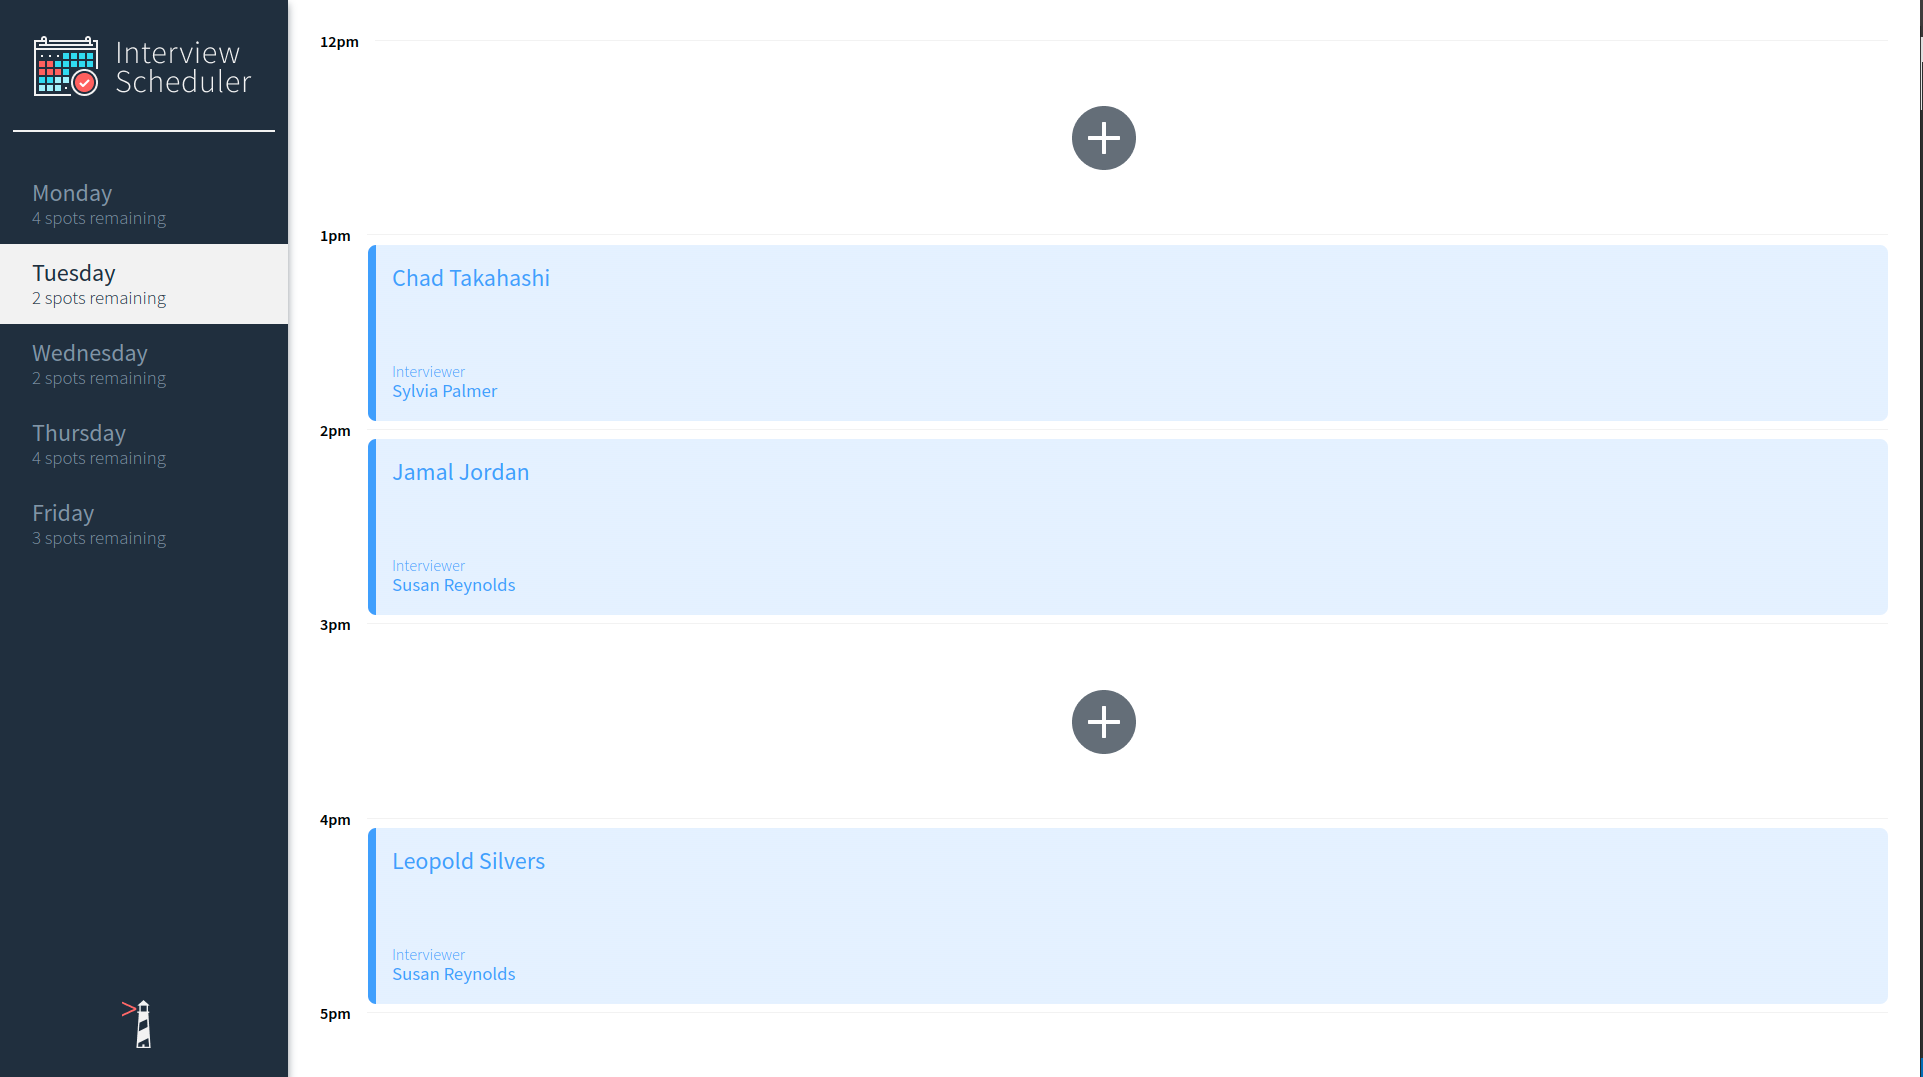 Interview
Scheduler
Monday
4 spots remaining
Tuesday
2 spots remaining
Wednesday
2 spots remaining
Thursday
4 spots remaining
Friday
3 spots remaining
12pm
1pm
Chad Takahashi
Interviewer
Sylvia Palmer
2pm
Jamal Jordan
Interviewer
Susan Reynolds
3pm
4pm
Leopold Silvers
Interviewer
Susan Reynolds
5pm